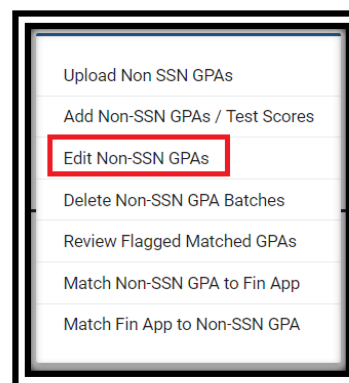 Upload Non SSN GPAs
Add Non-SSN GPAs / Test Scores
Edit Non-SSN GPAs
Delete Non-SSN GPA Batches
Review Flagged Matched GPAs
Match Non-SSN GPA to Fin App
Match Fin App to Non-SSN GPA